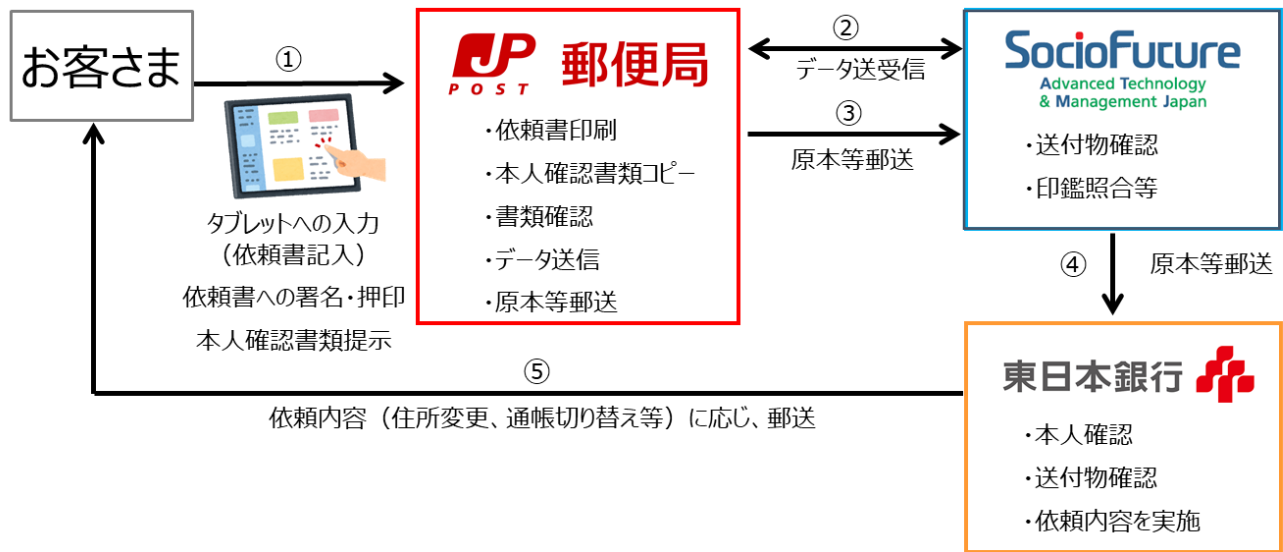 お客さま
①
タブレットへの入力
(依頼書記入)
依頼書への署名・押印
本人確認書類提示
JP
POST
郵便局
・依頼書印刷
・本人確認書類コピー
・書類確認
・データ送信
・原本等郵送
②
データ送受信
③
原本等郵送
SocioFuture
Advanced Technology
& Management Japan
・送付物確認
・印鑑照合等
④
原本等郵送
東日本銀行
・本人確認
・送付物確認
・依頼内容を実施
⑤
依頼内容(住所変更、通帳切り替え等)に応じ、郵送